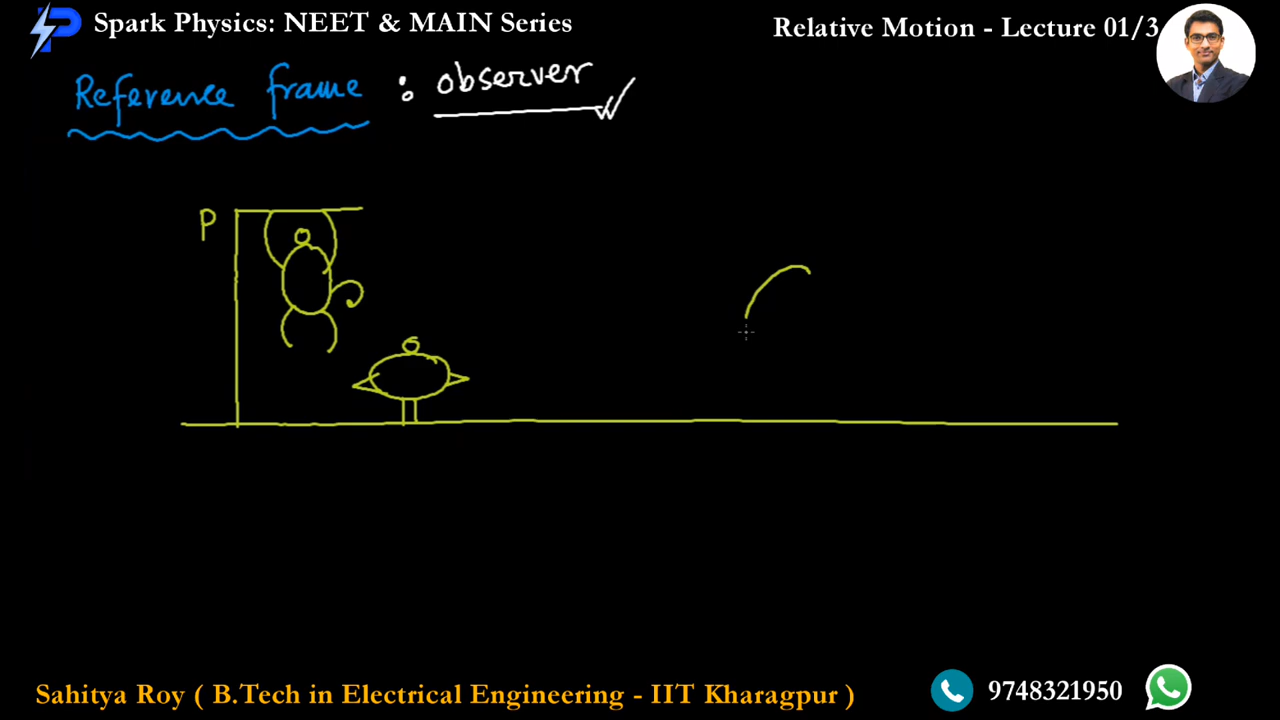 Spark Physics: NEET & MAIN Series
Relative Motion - Lecture 01/3
Reference frame : observer
P
Sahitya Roy ( B.Tech in Electrical Engineering - IIT Kharagpur )
9748321950